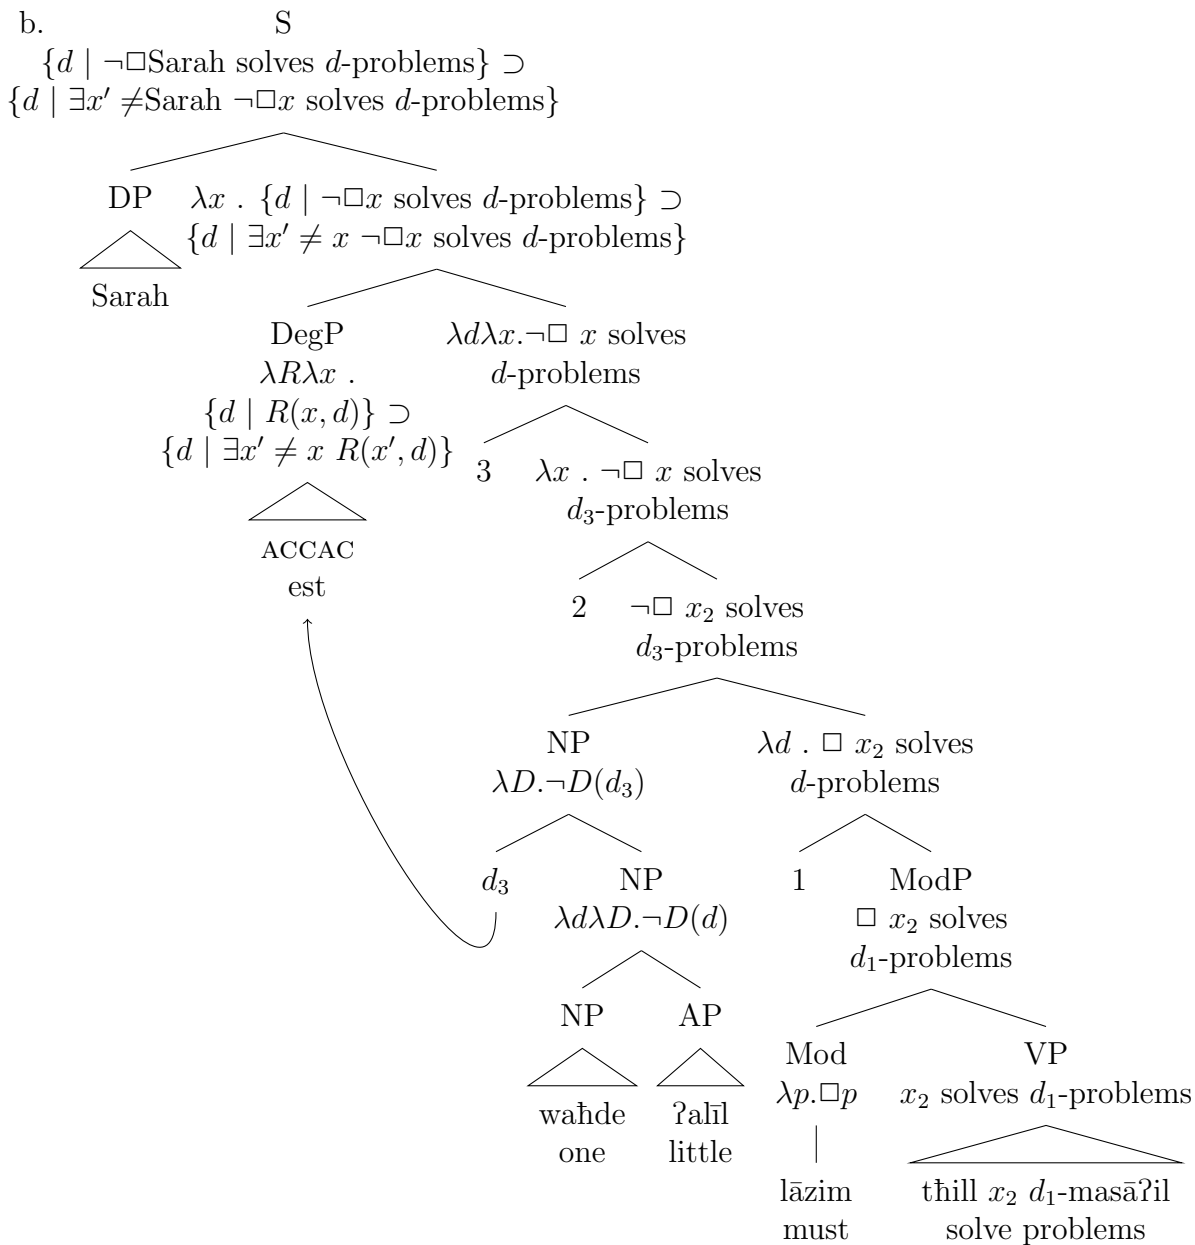 b. S
{d | ¬□Sarah solves d-problems} ⊃
{d | ∃x′ ≠Sarah ¬□x solves d-problems}
DP
Sarah
λx . {d | ¬□x solves d-problems} ⊃
{d | ∃x′ ≠ x ¬□x solves d-problems}
DegP
λRλx .
{d | R(x, d)} ⊃
{d | ∃x′ ≠ x R(x′, d)}
ACCAC
est
λdλx.¬□ x solves
d-problems
3
λx . ¬□ x solves
d₃-problems
2
¬□ x₂ solves
d₃-problems
NP
λD.¬D(d₃)
d₃
NP
λdλD.¬D(d)
NP
waħde
one
AP
ʔalīl
little
λd . □ x₂ solves
d-problems
1
ModP
□ x₂ solves
d₁-problems
Mod
λp.□p
lāzim
must
VP
x₂ solves d₁-problems
tħill x₂ d₁-masāʔil
solve problems